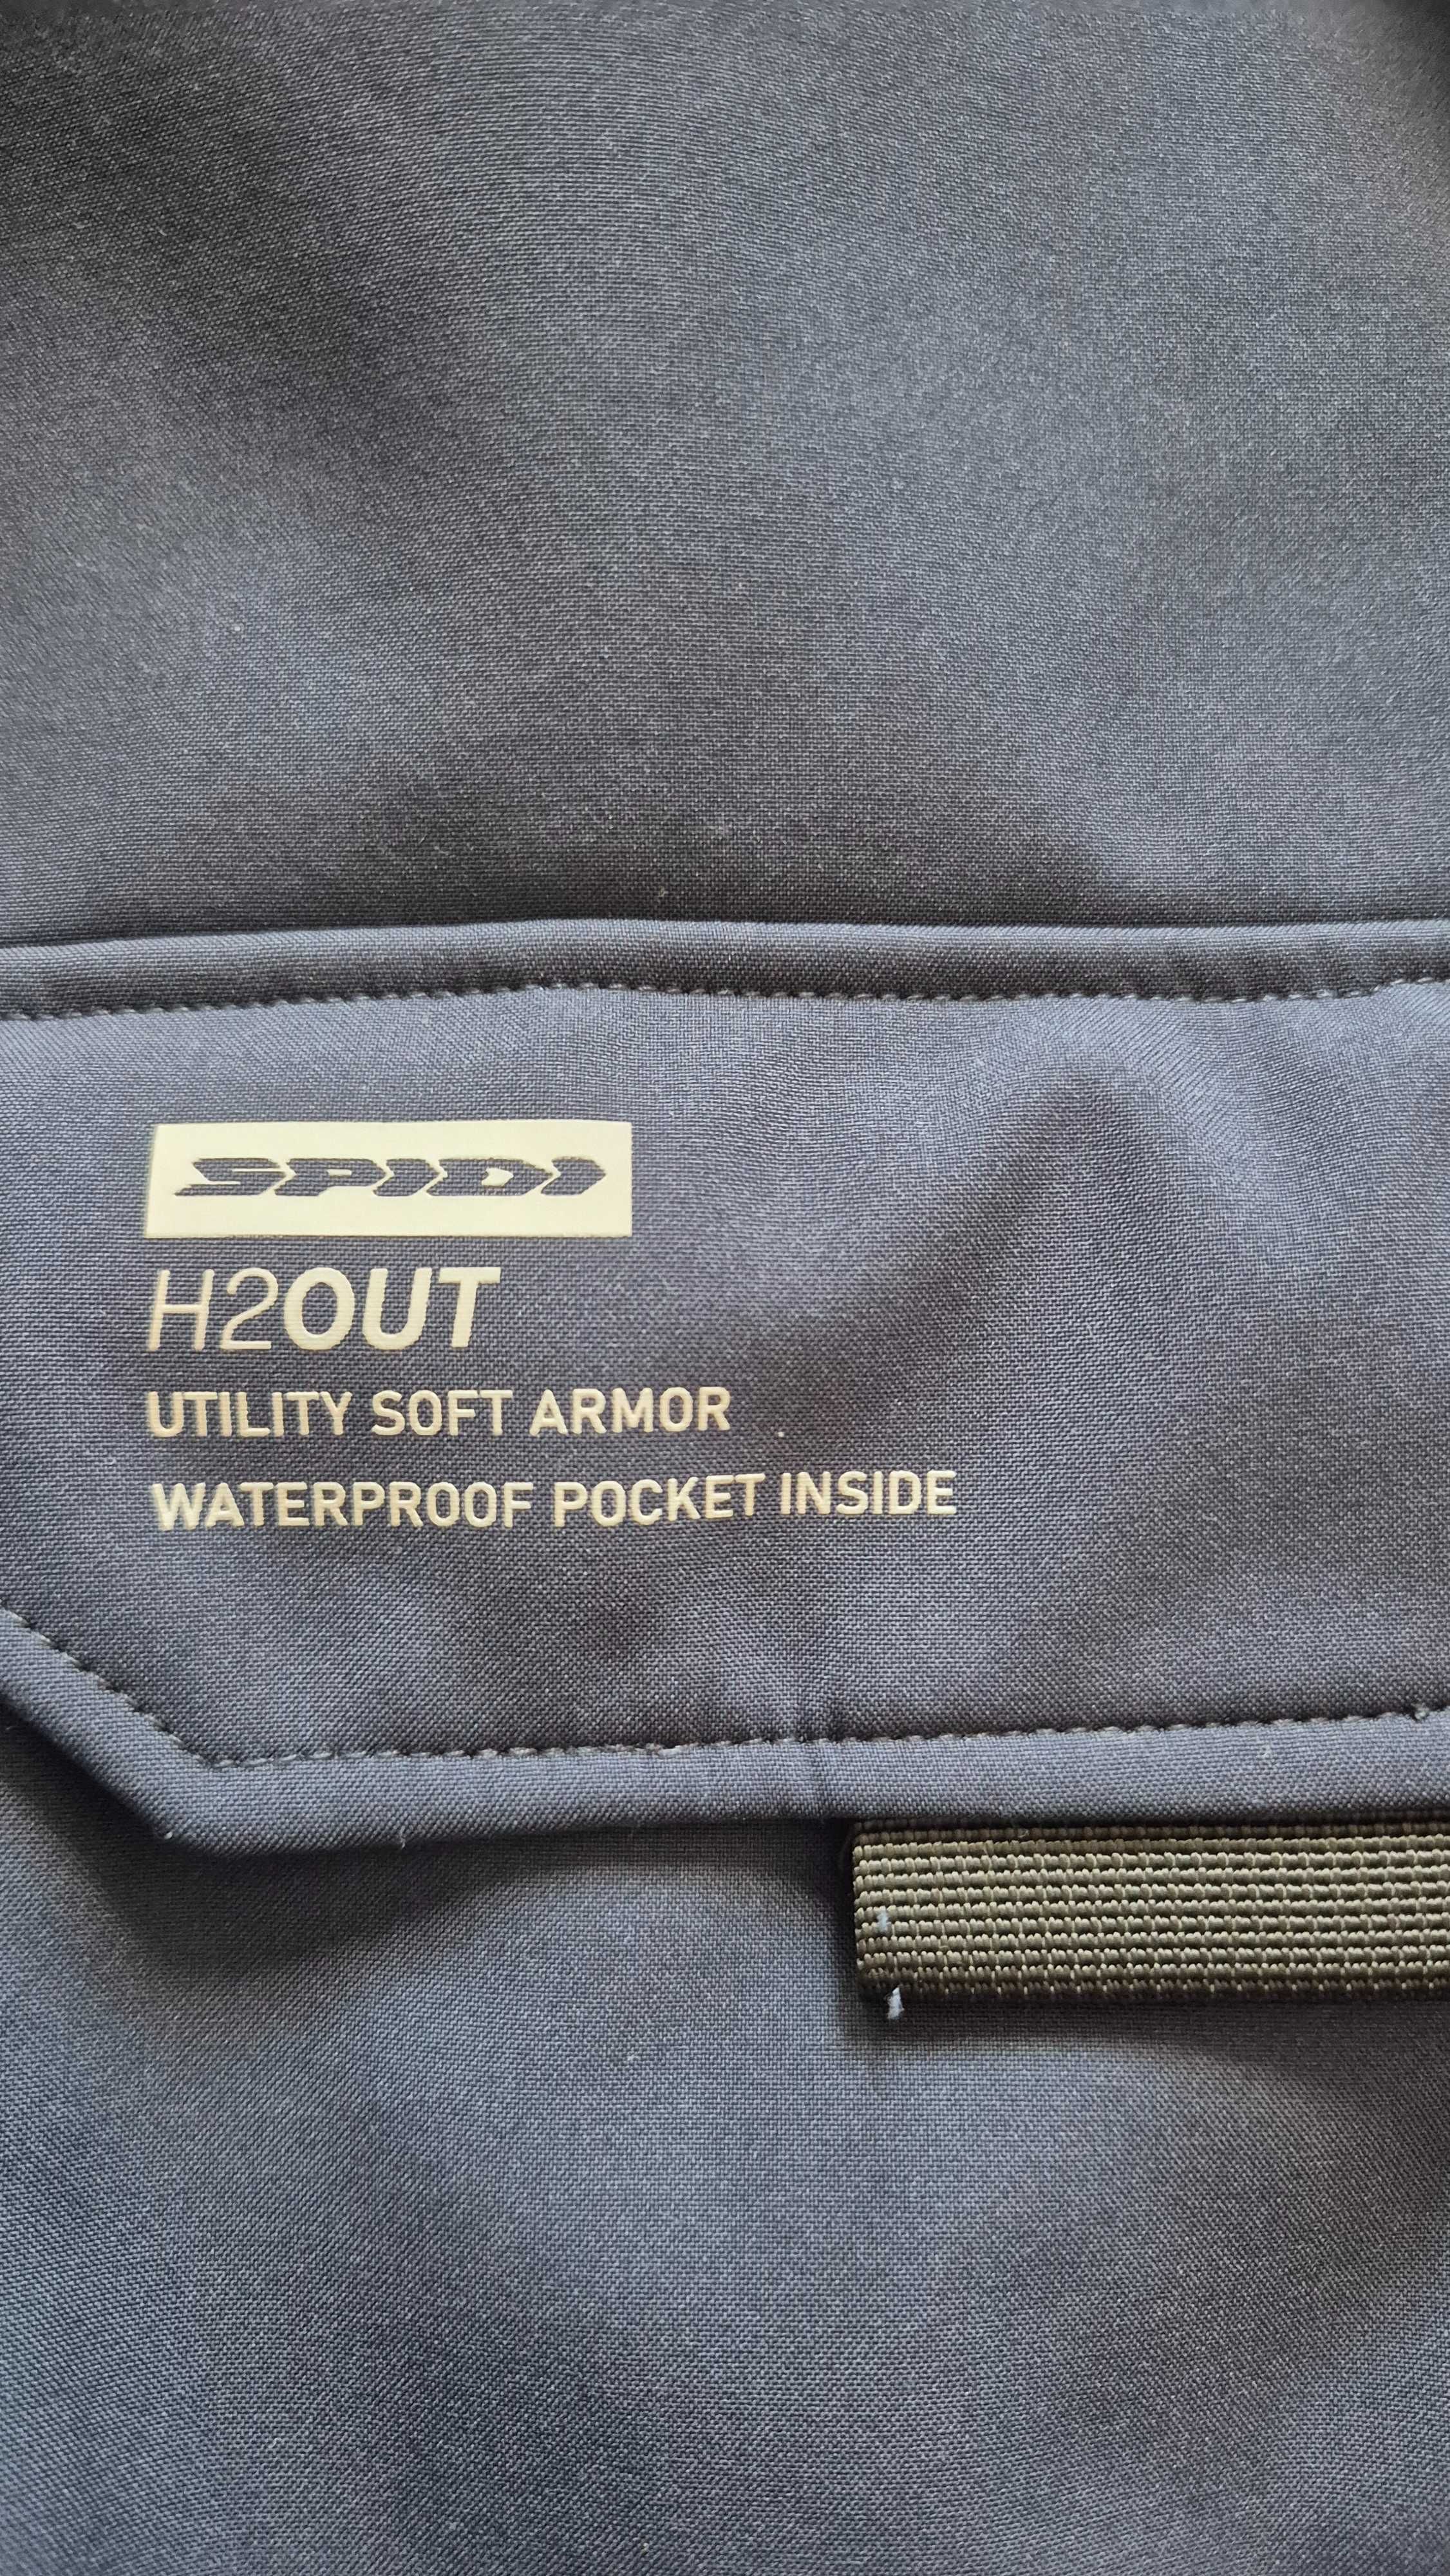 SPIDI
H2OUT
UTILITY SOFT ARMOR
WATERPROOF POCKET INSIDE